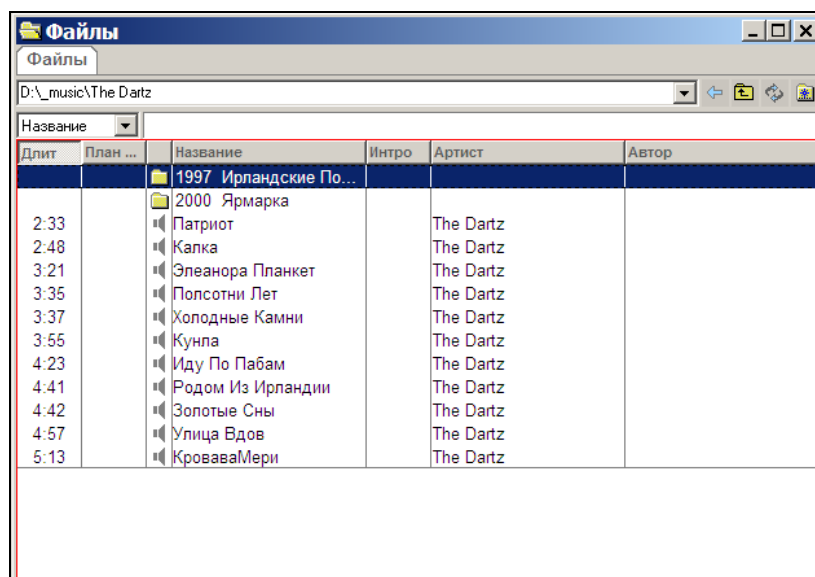 Файлы
Файлы
D:\_music\The Dartz
Название
Длит План ... Название Интро Артист Автор
1997 Ирландские По...
2000 Ярмарка
2:33 Патриот The Dartz
2:48 Калка The Dartz
3:21 Элеанора Планкет The Dartz
3:35 Полсотни Лет The Dartz
3:37 Холодные Камни The Dartz
3:55 Кунла The Dartz
4:23 Иду По Пабам The Dartz
4:41 Родом Из Ирландии The Dartz
4:42 Золотые Сны The Dartz
4:57 Улица Вдов The Dartz
5:13 КроваваМери The Dartz